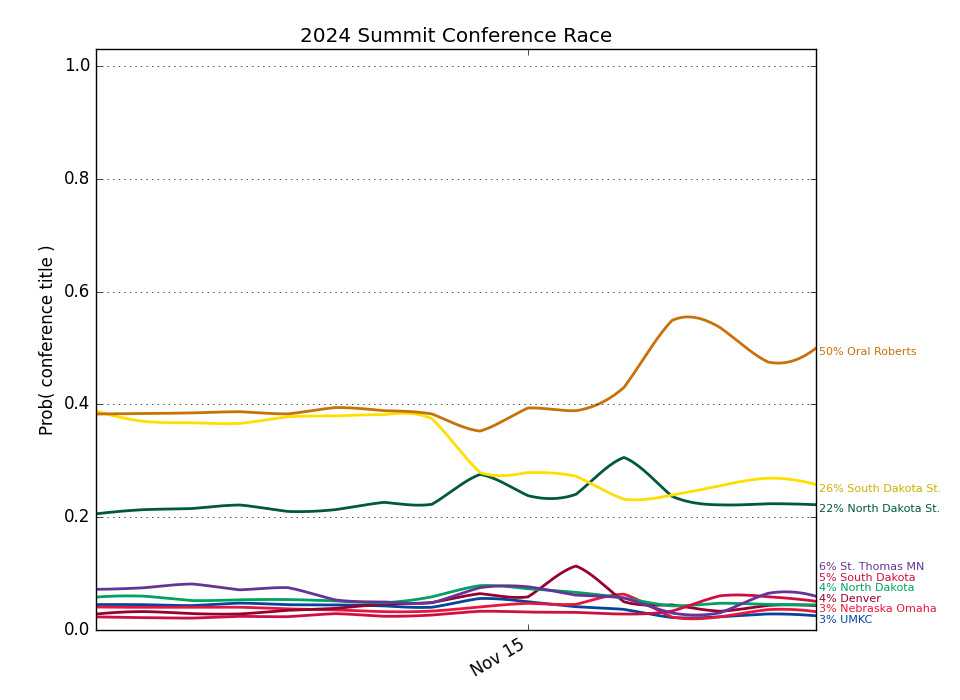 2024 Summit Conference Race
Prob( conference title )
1.0
0.8
0.6
0.4
0.2
0.0
Nov 15
50% Oral Roberts
26% South Dakota St.
22% North Dakota St.
6% St. Thomas MN
5% South Dakota
4% North Dakota
4% Denver
3% Nebraska Omaha
3% UMKC